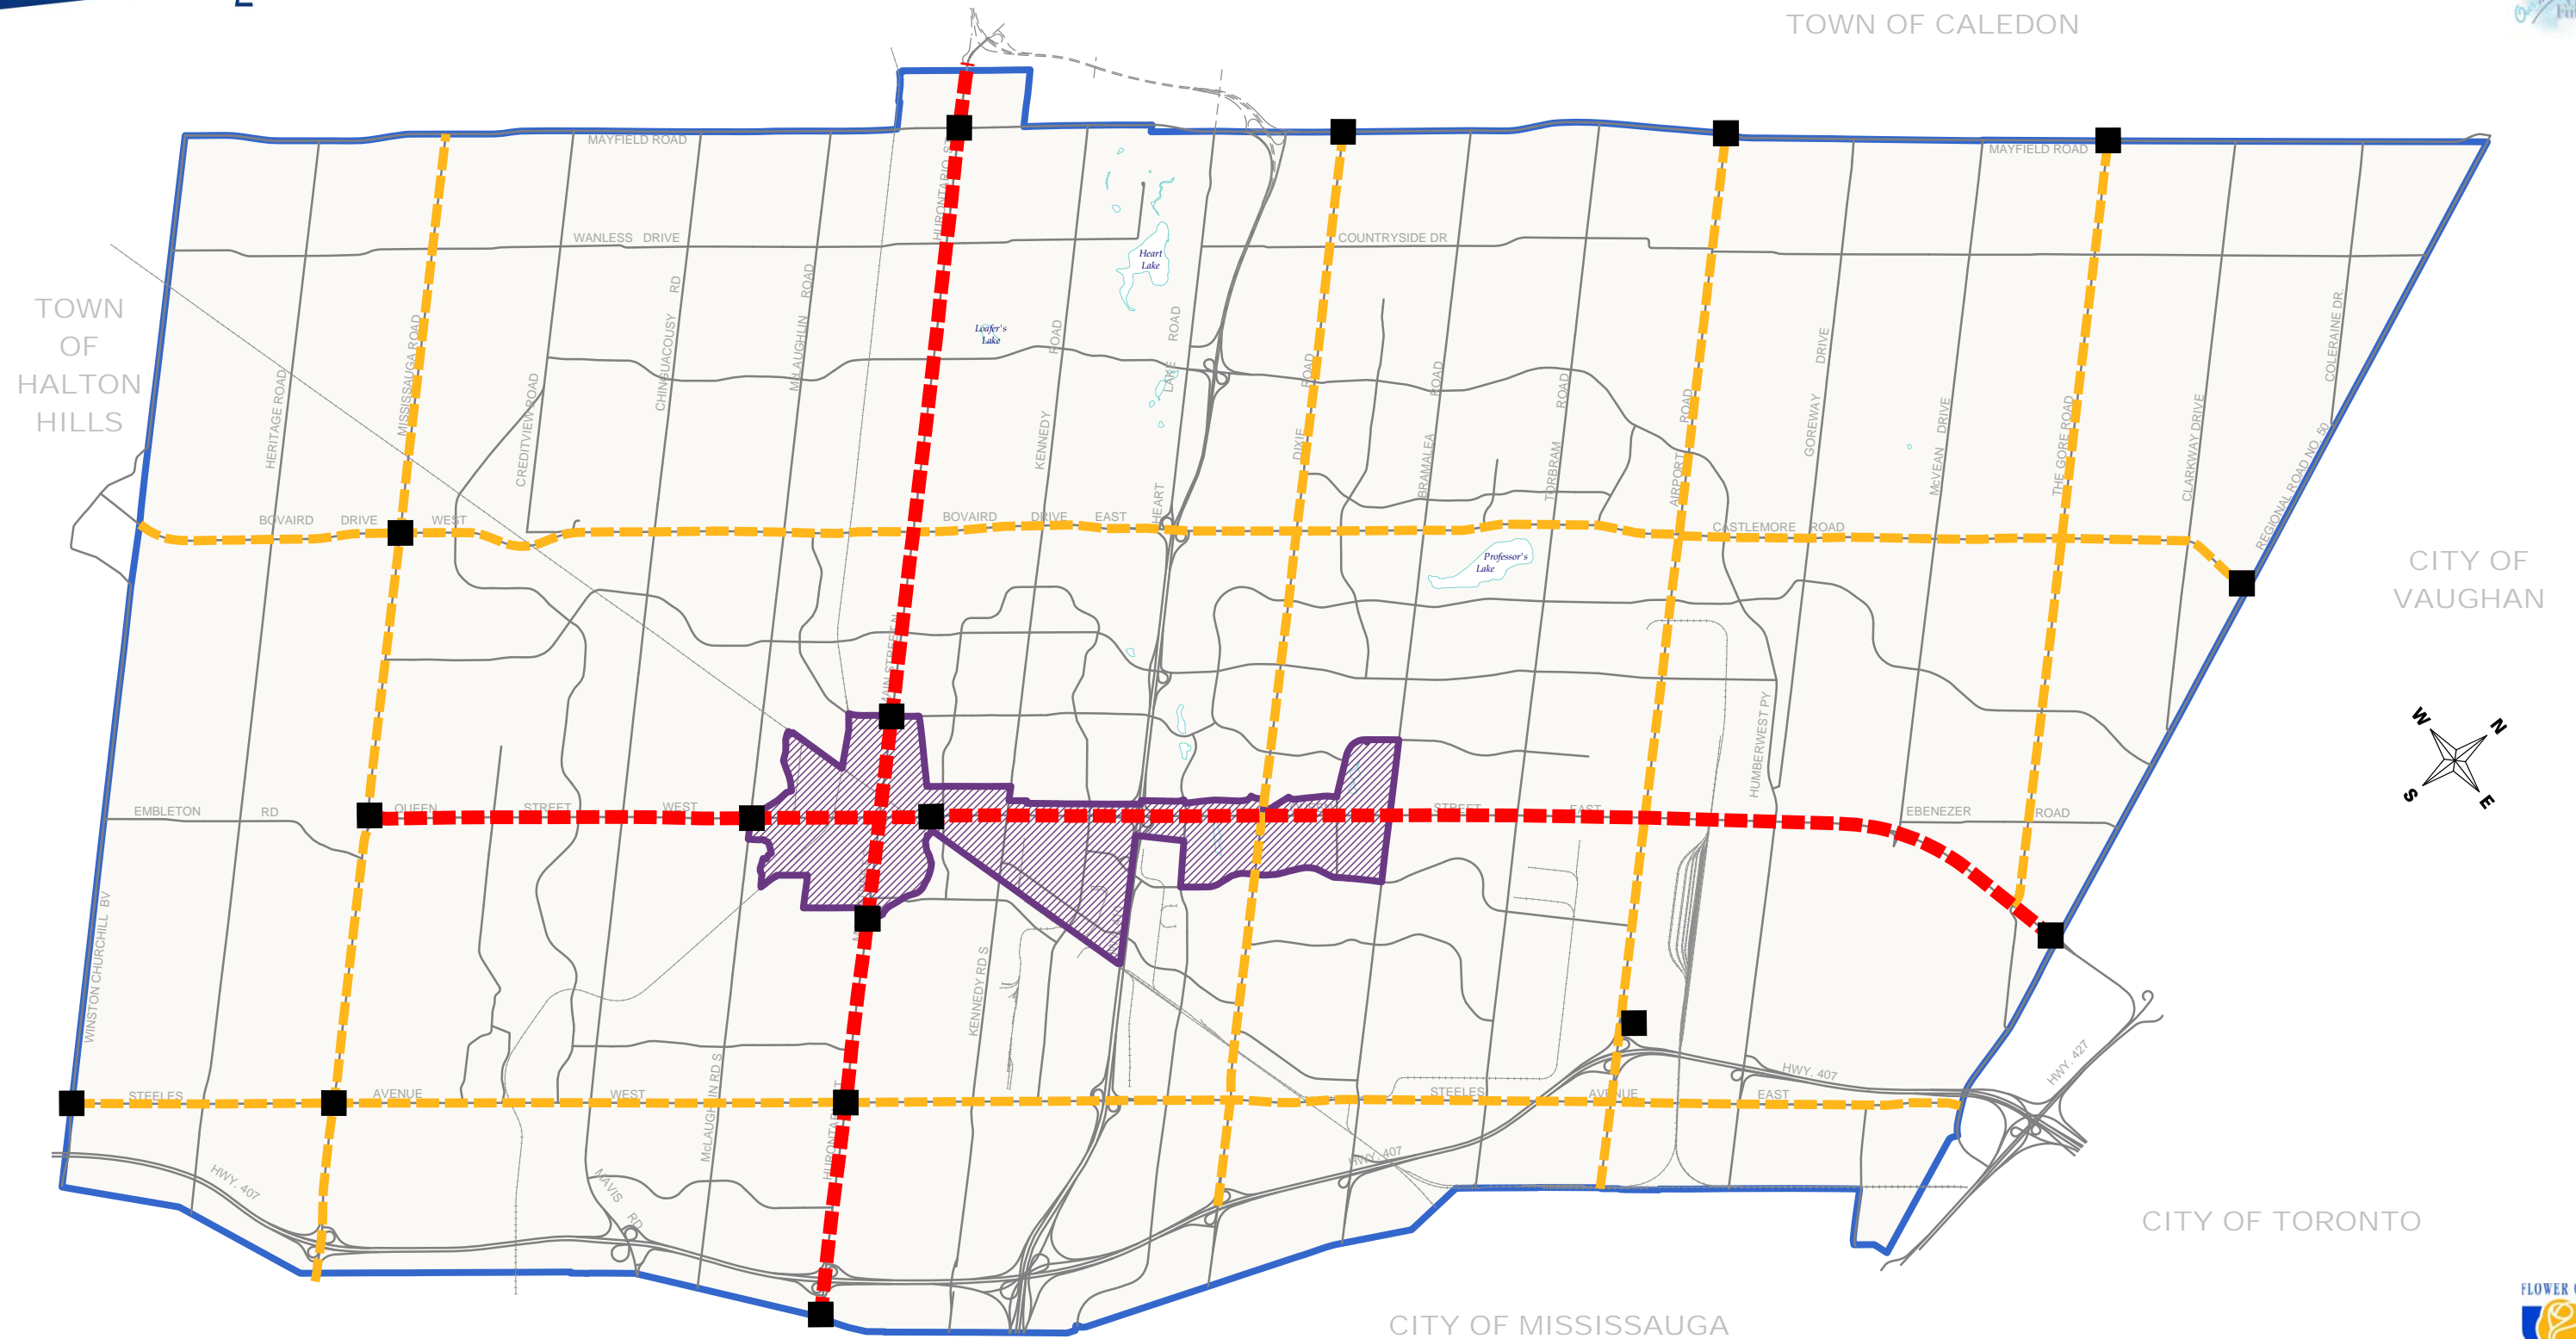 TOWN OF CALEDON
MAYFIELD ROAD
MAYFIELD ROAD
HURONTARIO
WANLESS DRIVE
COUNTRYSIDE DR
Heart
Lake
Loafer's
Lake
TOWN
OF
HALTON
HILLS
HERITAGE ROAD
MISSISSAUGA ROAD
CREDITVIEW ROAD
CHINGUACOUSY RD
McLAUGHLIN ROAD
KENNEDY ROAD
HEART LAKE ROAD
DIXIE ROAD
BRAMALEA ROAD
TORBRAM ROAD
AIRPORT ROAD
GOREWAY DRIVE
McVEAN DRIVE
THE GORE ROAD
CLARKWAY DRIVE
COLERAINE DR.
REGIONAL ROAD NO. 50
BOVAIRD DRIVE WEST
BOVAIRD DRIVE EAST
CASTLEMORE ROAD
Professor's
Lake
CITY OF
VAUGHAN
MAIN STREET N
HUMBERWEST PY
W
N
S
E
EMBLETON RD
QUEEN STREET WEST
STREET EAST
EBENEZER ROAD
WINSTON CHURCHILL BV
KENNEDY RD S
McLAUGHLIN RD S
STEELES AVENUE WEST
STEELES AVENUE EAST
HWY. 407
HWY. 427
HWY. 407
HWY. 407
MAVIS RD
CITY OF TORONTO
CITY OF MISSISSAUGA
FLOWER